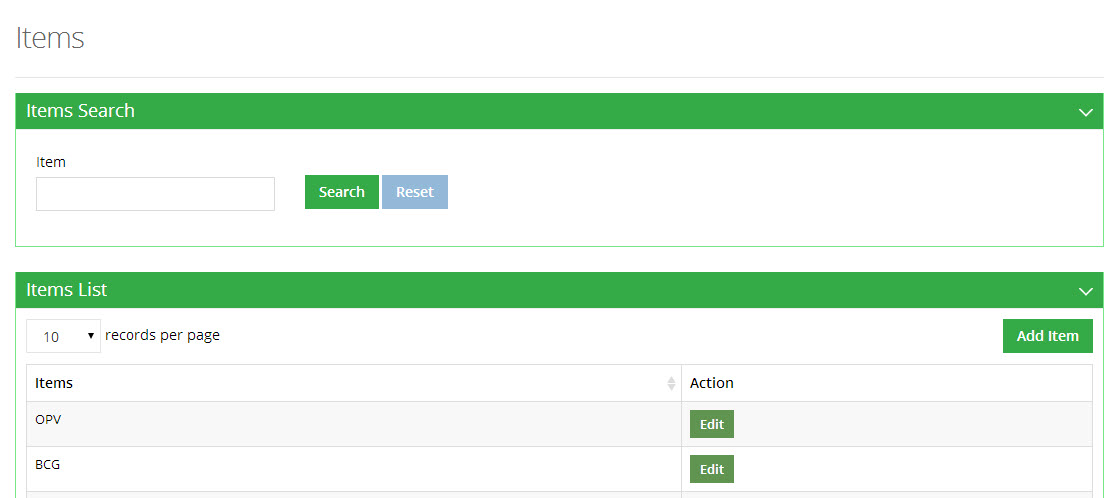 Items
Items Search
Item
Search Reset
Items List
10 records per page Add Item
Items Action
OPV Edit
BCG Edit